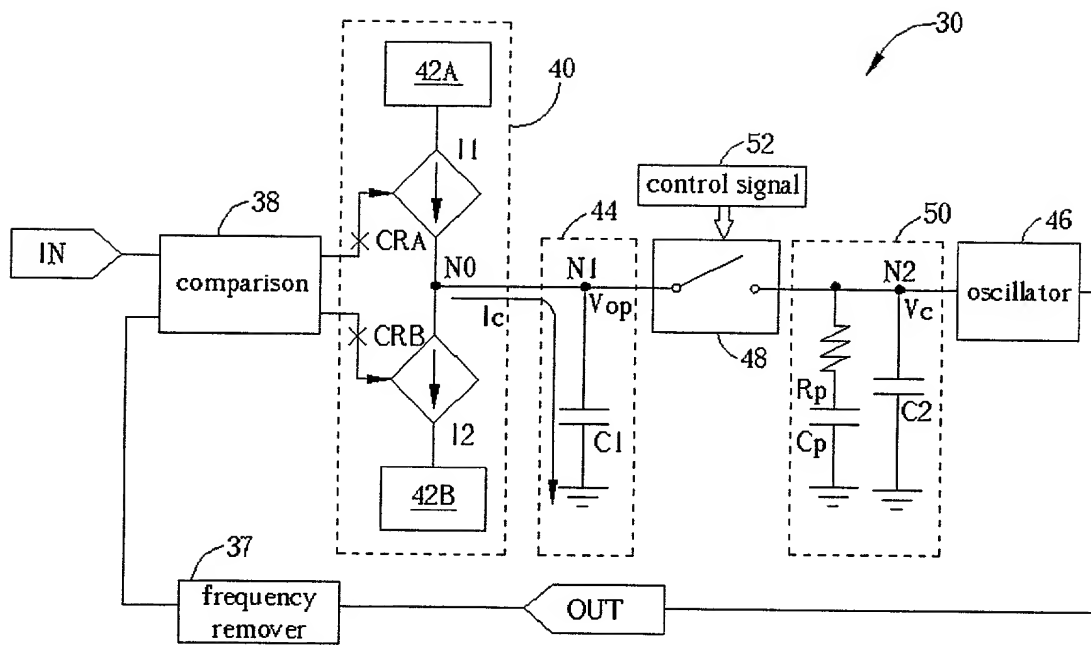 30
40
42A
I1
52
control signal
38
44
50
46
IN
CRA
comparison
N0
N1
N2
oscillator
Vop
Vc
Ic
CRB
48
Rp
C2
I2
C1
Cp
42B
37
frequency
remover
OUT